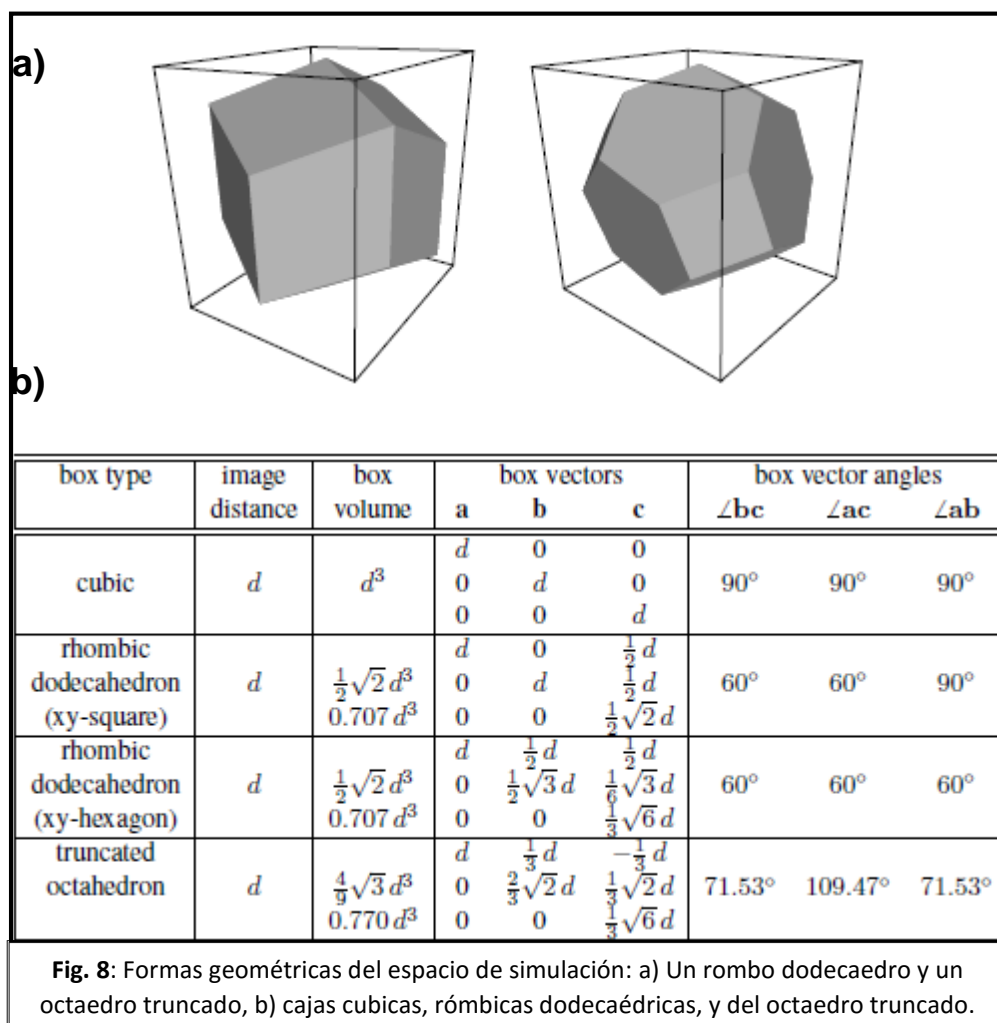 a)
b)
box type image box box vectors box vector angles
distance volume a b c ∠bc ∠ac ∠ab
d 0 0
cubic d d³ 0 d 0 90° 90° 90°
0 0 d
rhombic d 0 ½ d
dodecahedron d ½√2 d³ 0 d ½ d 60° 60° 90°
(xy-square) 0.707 d³ 0 0 ½√2 d
rhombic d ½ d ½ d
dodecahedron d ½√2 d³ 0 ½√3 d ⅙√3 d 60° 60° 60°
(xy-hexagon) 0.707 d³ 0 0 ⅓√6 d
truncated d ⅓ d −⅓ d
octahedron d 4/9√3 d³ 0 ⅔√2 d ⅓√2 d 71.53° 109.47° 71.53°
0.770 d³ 0 0 ⅓√6 d
Fig. 8: Formas geométricas del espacio de simulación: a) Un rombo dodecaedro y un
octaedro truncado, b) cajas cubicas, rómbicas dodecaédricas, y del octaedro truncado.